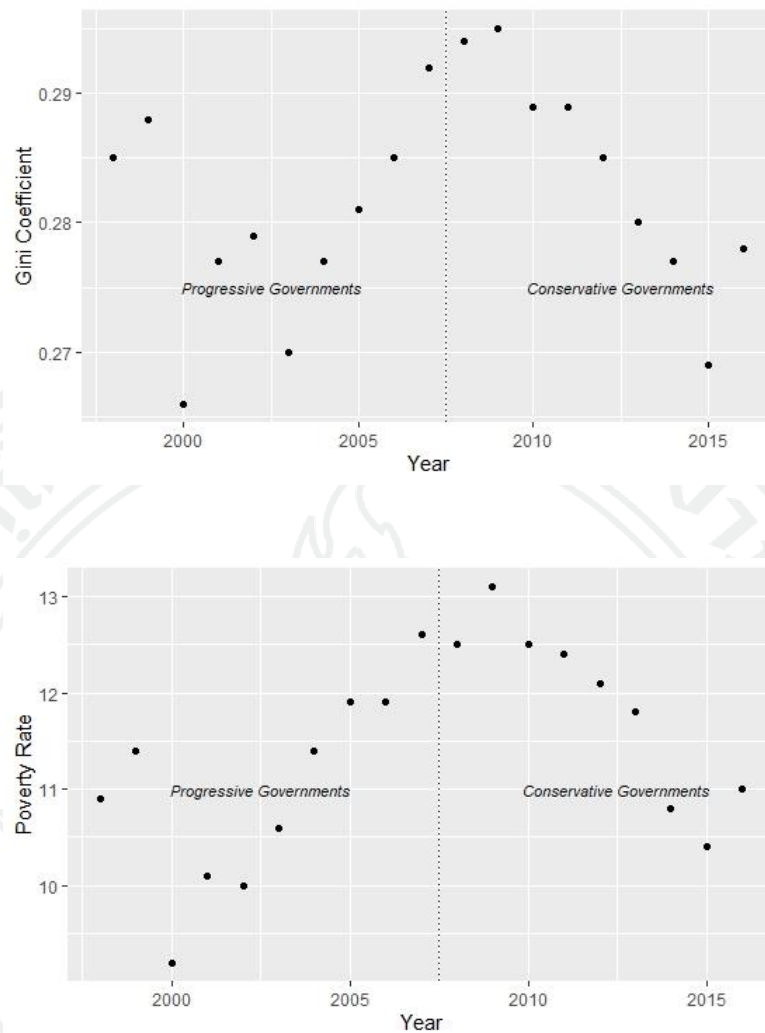 Gini Coefficient
0.29
0.28
0.27
Progressive Governments
Conservative Governments
2000
2005
2010
2015
Year
Poverty Rate
13
12
11
10
Progressive Governments
Conservative Governments
2000
2005
2010
2015
Year